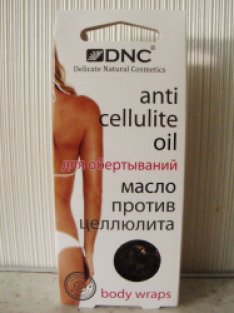 DNC®
Delicate Natural Cosmetics
anti
cellulite
oil
для обертываний
масло
против
целлюлита
body wraps